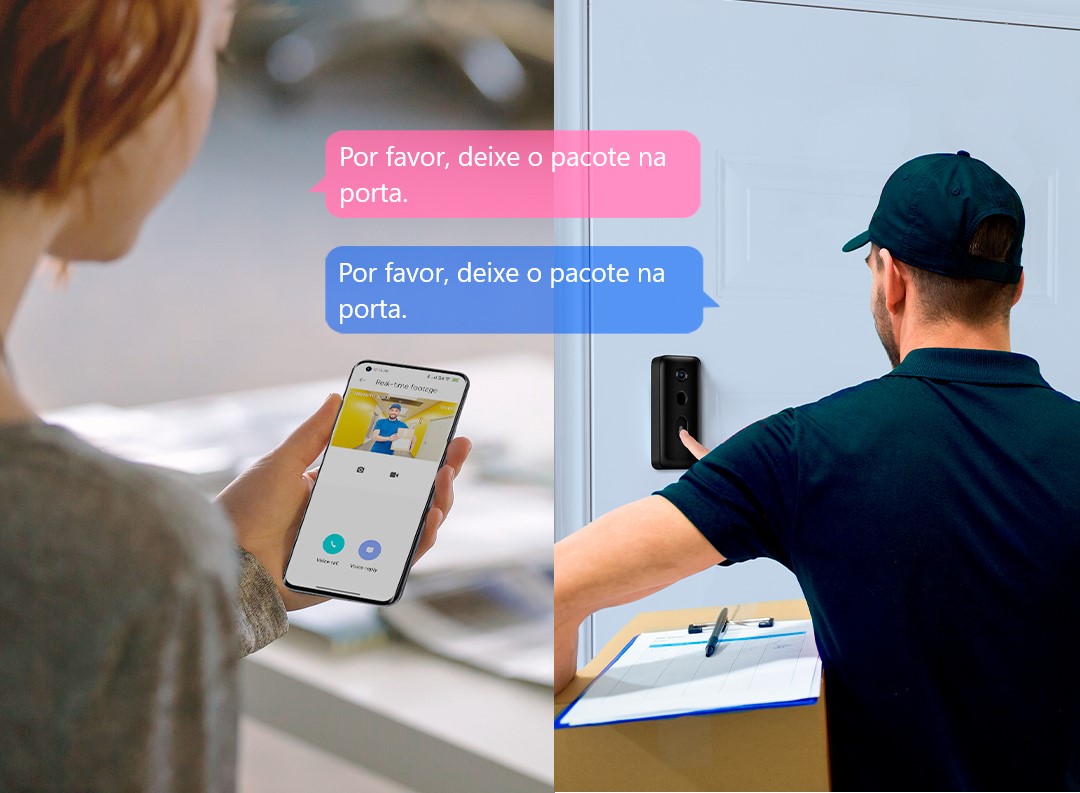 Por favor, deixe o pacote na
porta.
Por favor, deixe o pacote na
porta.
Real-time footage
Voice call
Voice reply